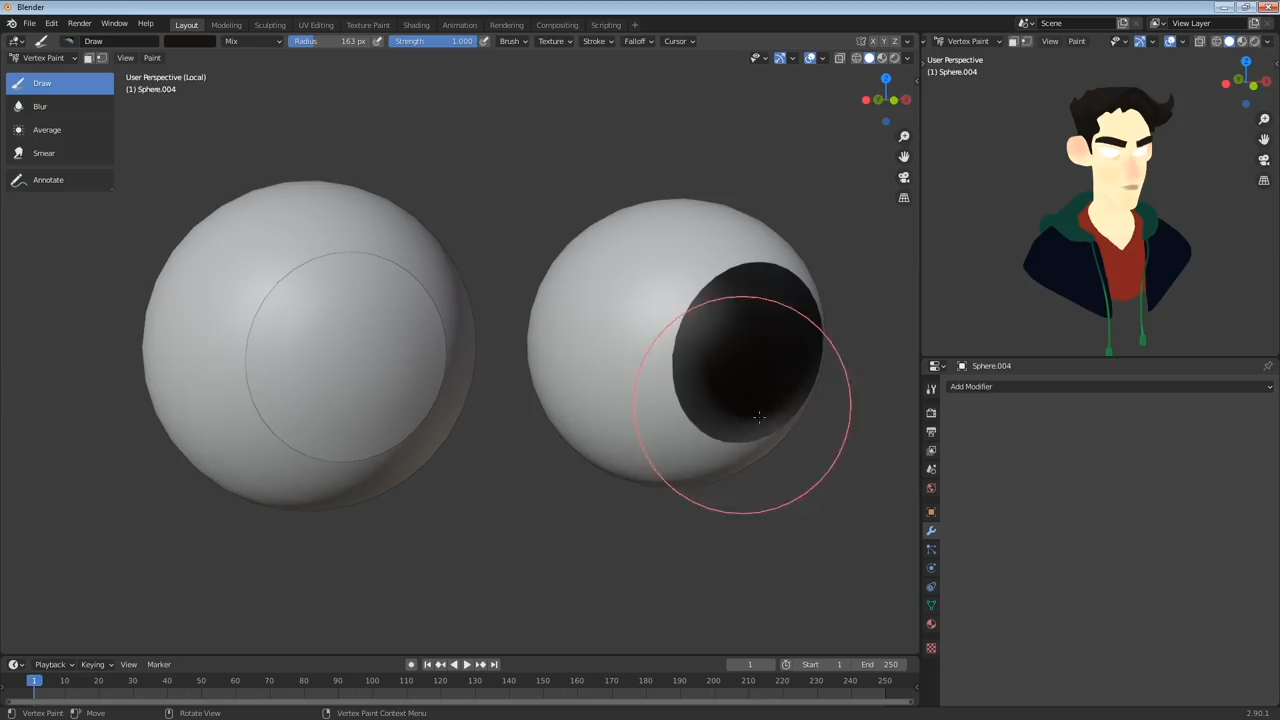 Blender
File Edit Render Window Help Layout Modeling Sculpting UV Editing Texture Paint Shading Animation Rendering Compositing Scripting + Scene View Layer
Draw Mix Radius 163 px Strength 1.000 Brush Texture Stroke Falloff Cursor X Y Z Vertex Paint View Paint
Vertex Paint View Paint
User Perspective
(1) Sphere.004
User Perspective (Local)
(1) Sphere.004
Draw
Blur
Average
Smear
Annotate
Z
Y
Z
Y
X
Sphere.004
Add Modifier
Playback Keying View Marker 1 Start 1 End 250
1 10 20 30 40 50 60 70 80 90 100 110 120 130 140 150 160 170 180 190 200 210 220 230 240 250
Vertex Paint Move Rotate View Vertex Paint Context Menu 2.90.1